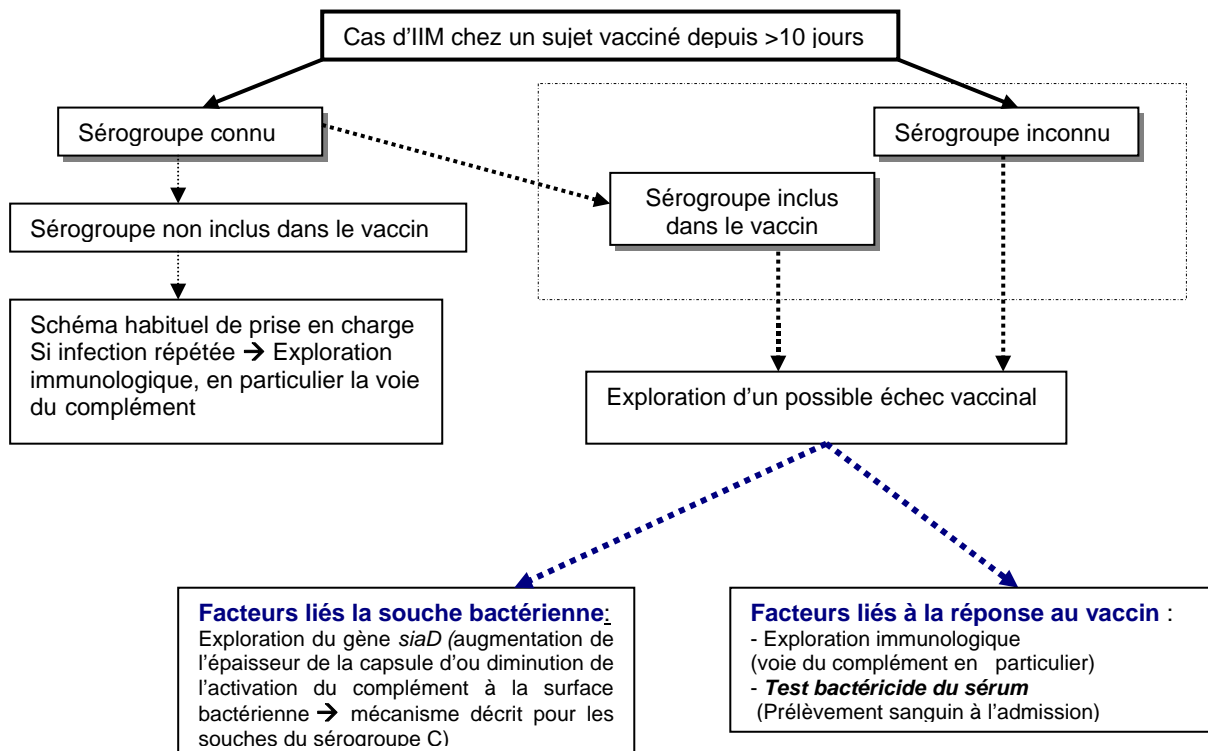 Cas d'IIM chez un sujet vacciné depuis >10 jours
Sérogroupe connu
Sérogroupe inconnu
Sérogroupe inclus
dans le vaccin
Sérogroupe non inclus dans le vaccin
Schéma habituel de prise en charge
Si infection répétée → Exploration
immunologique, en particulier la voie
du complément
Exploration d'un possible échec vaccinal
Facteurs liés la souche bactérienne:
Exploration du gène siaD (augmentation de
l'épaisseur de la capsule d'ou diminution de
l'activation du complément à la surface
bactérienne → mécanisme décrit pour les
souches du sérogroupe C)
Facteurs liés à la réponse au vaccin :
- Exploration immunologique
(voie du complément en particulier)
- Test bactéricide du sérum
(Prélèvement sanguin à l'admission)